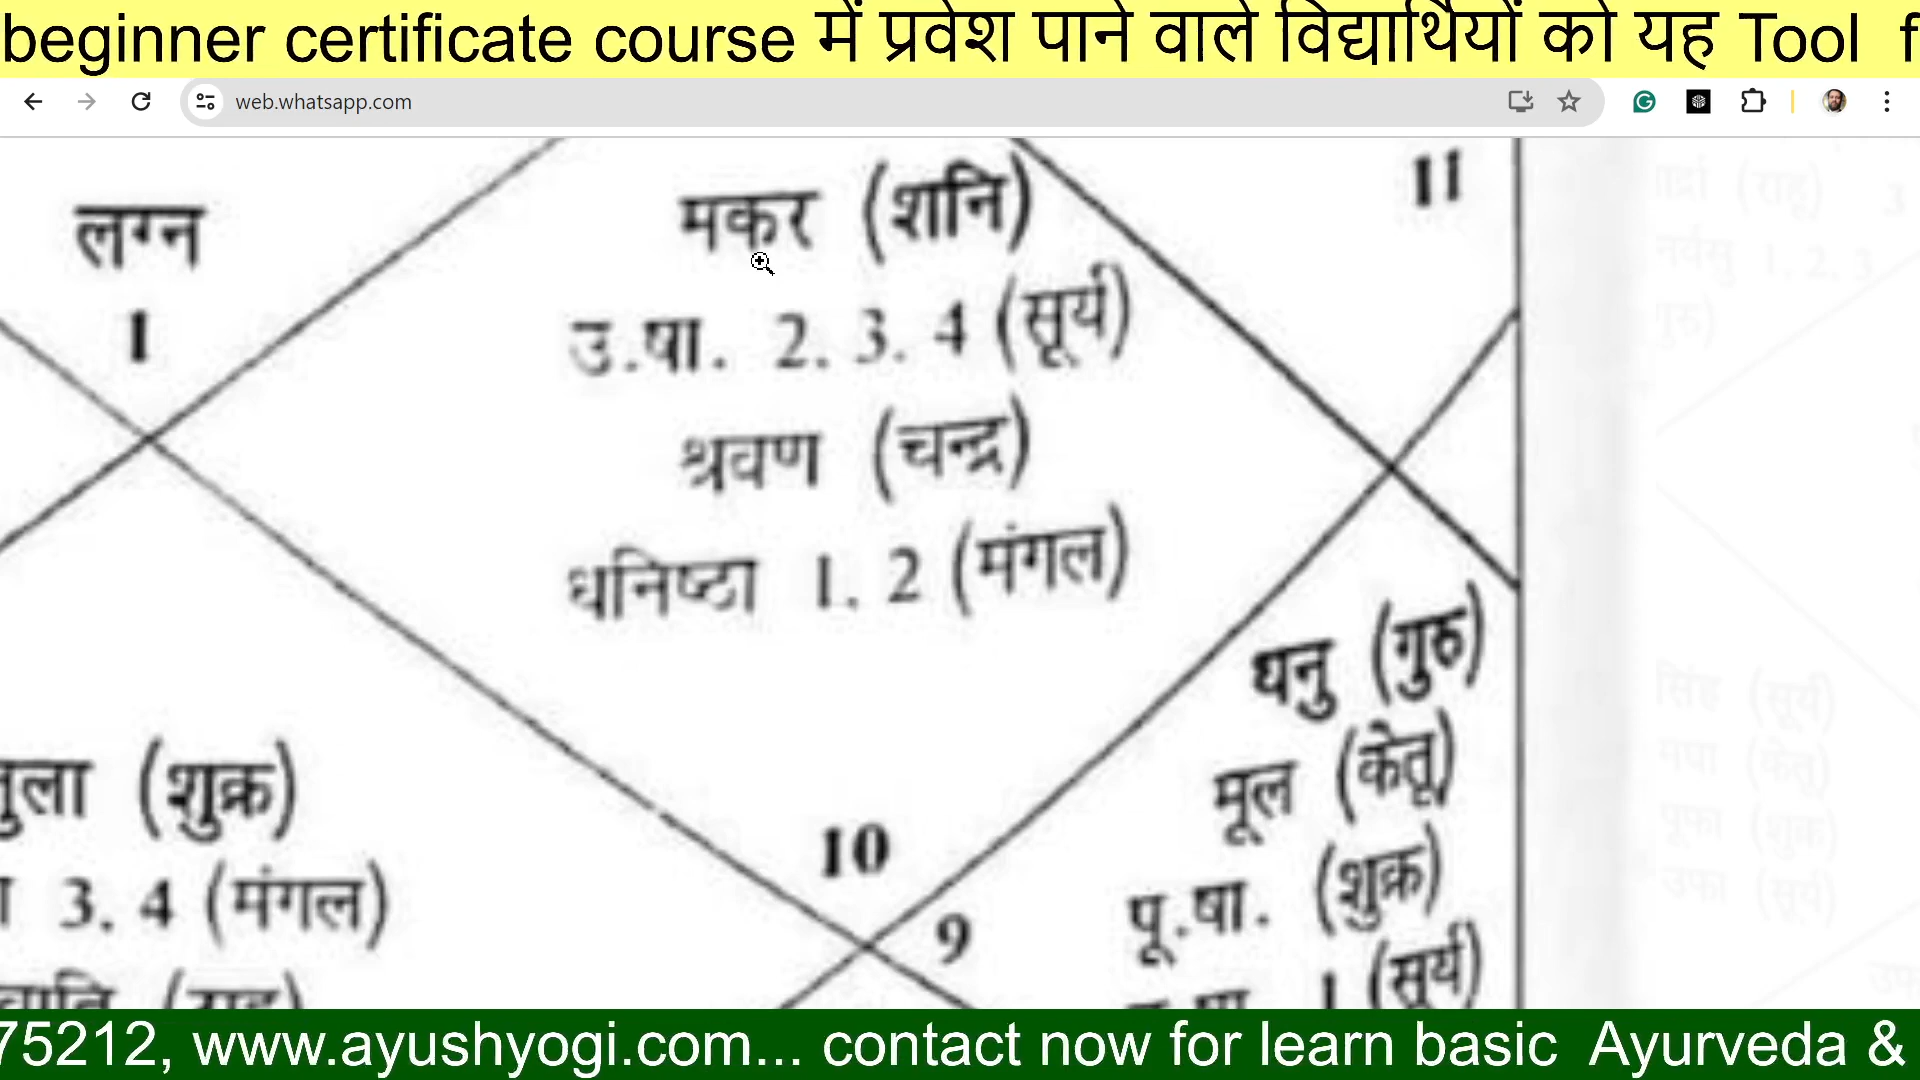 beginner certificate course में प्रवेश पाने वाले विद्यार्थियों को यह Tool f
web.whatsapp.com
लग्न
1
मकर (शनि)
उ.षा. 2. 3. 4 (सूर्य)
श्रवण (चन्द्र)
धनिष्ठा 1. 2 (मंगल)
10
11
तुला (शुक्र)
3. 4 (मंगल)
धनु (गुरु)
मूल (केतू)
पू.षा. (शुक्र)
1 (सूर्य)
9
75212, www.ayushyogi.com... contact now for learn basic Ayurveda &